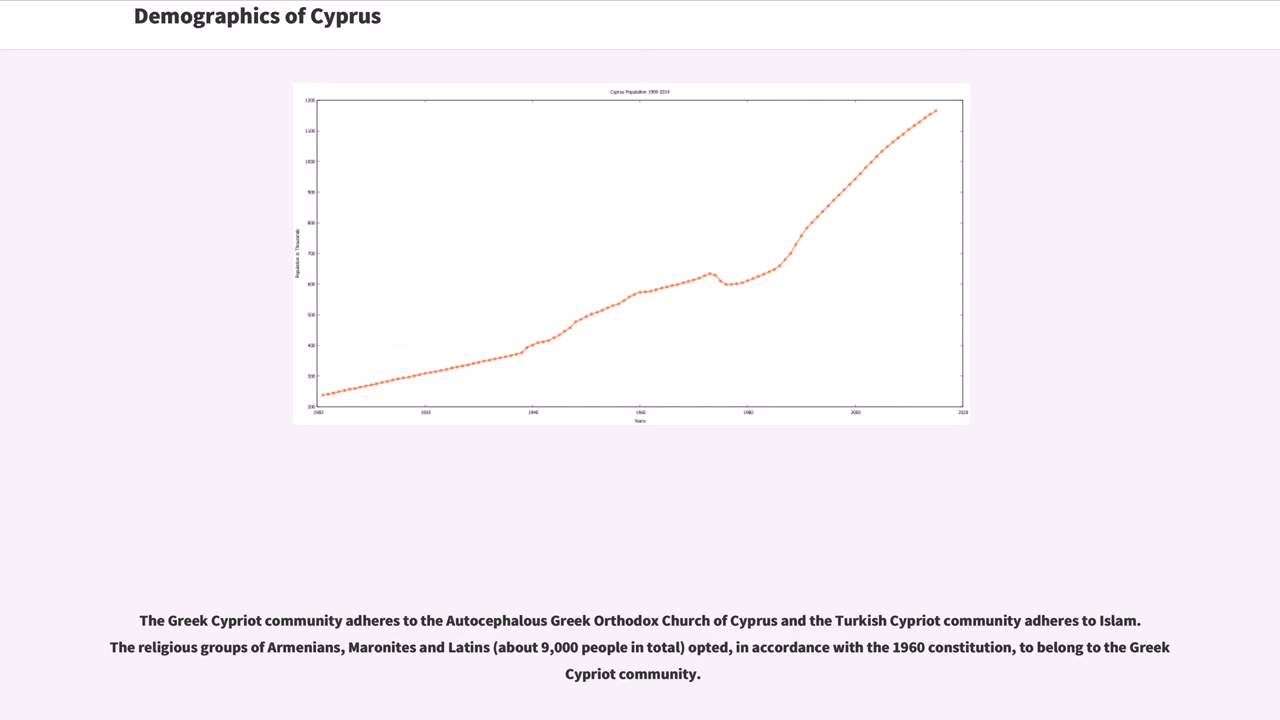 Demographics of Cyprus
Cyprus Population 1900-2014
1200
1100
1000
900
800
700
600
500
400
300
200
Population in Thousands
1900 1920 1940 1960 1980 2000 2020
Years
The Greek Cypriot community adheres to the Autocephalous Greek Orthodox Church of Cyprus and the Turkish Cypriot community adheres to Islam.
The religious groups of Armenians, Maronites and Latins (about 9,000 people in total) opted, in accordance with the 1960 constitution, to belong to the Greek
Cypriot community.